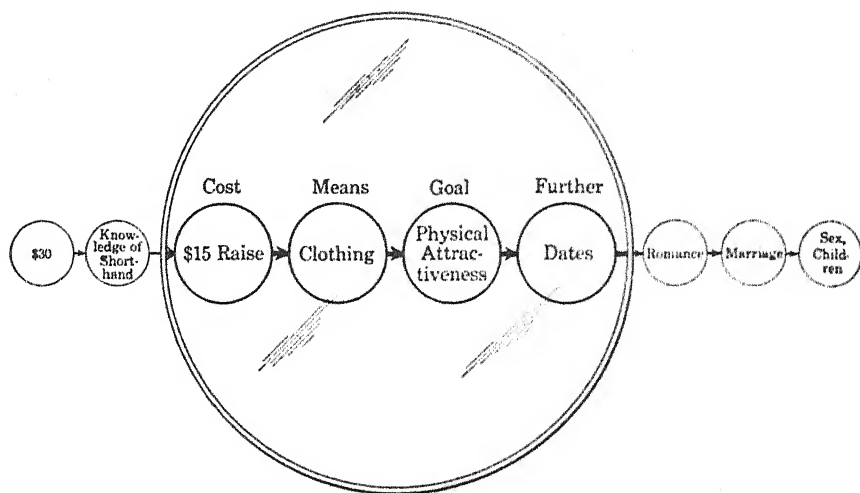 Cost Means Goal Further
$30
Know-
ledge of
Short-
hand
$15 Raise
Clothing
Physical
Attrac-
tiveness
Dates
Romance
Marriage
Sex,
Child-
ren